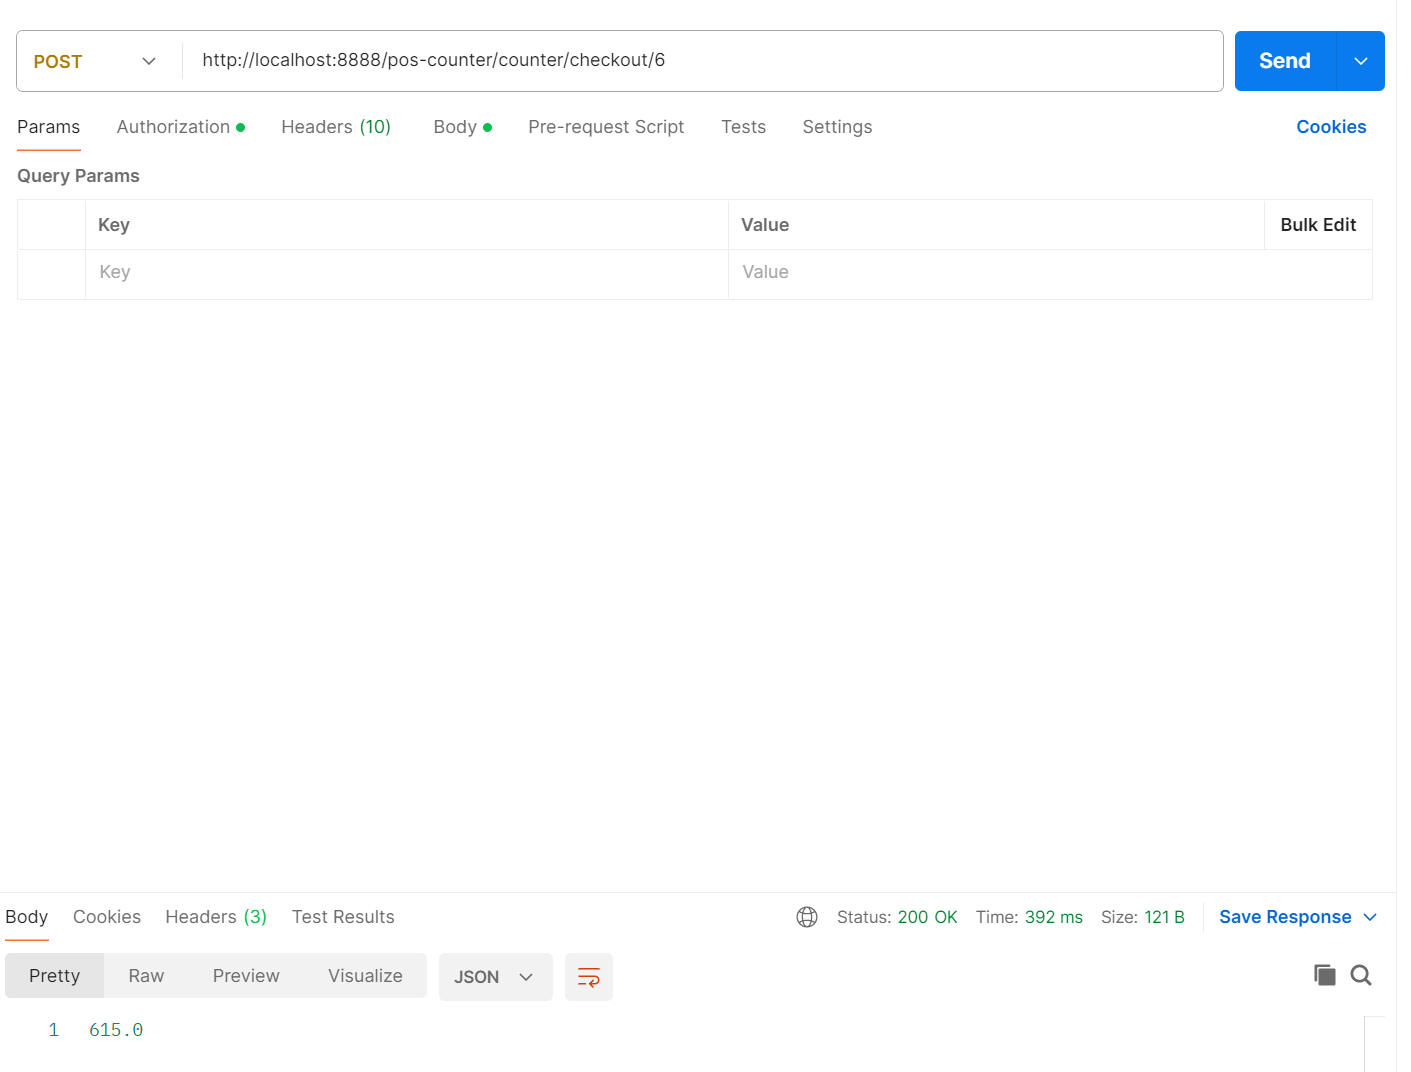 POST http://localhost:8888/pos-counter/counter/checkout/6 Send
Params Authorization Headers (10) Body Pre-request Script Tests Settings Cookies
Query Params
Key Value Bulk Edit
Key Value
Body Cookies Headers (3) Test Results Status: 200 OK Time: 392 ms Size: 121 B Save Response
Pretty Raw Preview Visualize JSON
1 615.0